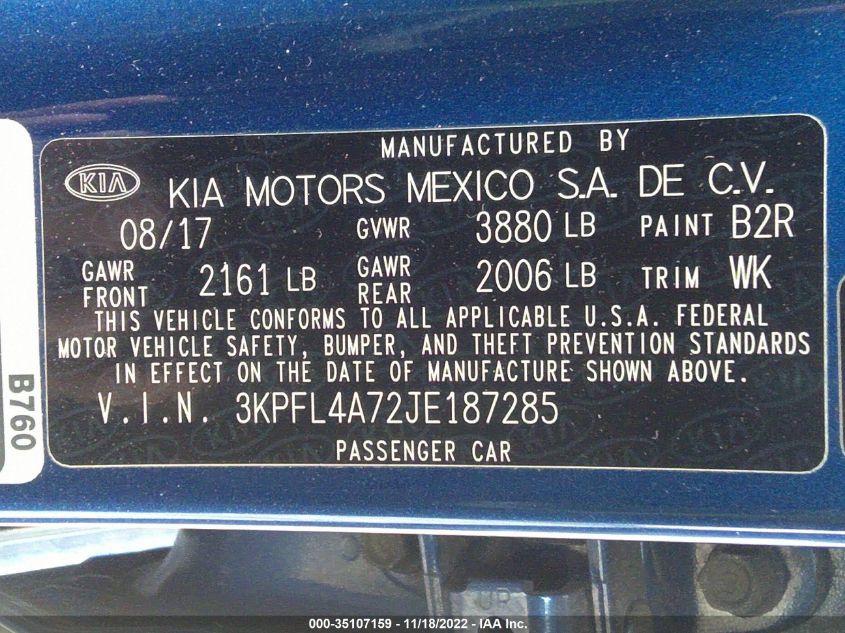 MANUFACTURED BY
KIA KIA MOTORS MEXICO S.A. DE C.V.
08/17 GVWR 3880 LB PAINT B2R
GAWR FRONT 2161 LB GAWR REAR 2006 LB TRIM WK
THIS VEHICLE CONFORMS TO ALL APPLICABLE U.S.A. FEDERAL
MOTOR VEHICLE SAFETY, BUMPER, AND THEFT PREVENTION STANDARDS
IN EFFECT ON THE DATE OF MANUFACTURE SHOWN ABOVE.
V.I.N. 3KPFL4A72JE187285
PASSENGER CAR
B760
UR
000-35107159 - 11/18/2022 - IAA Inc.